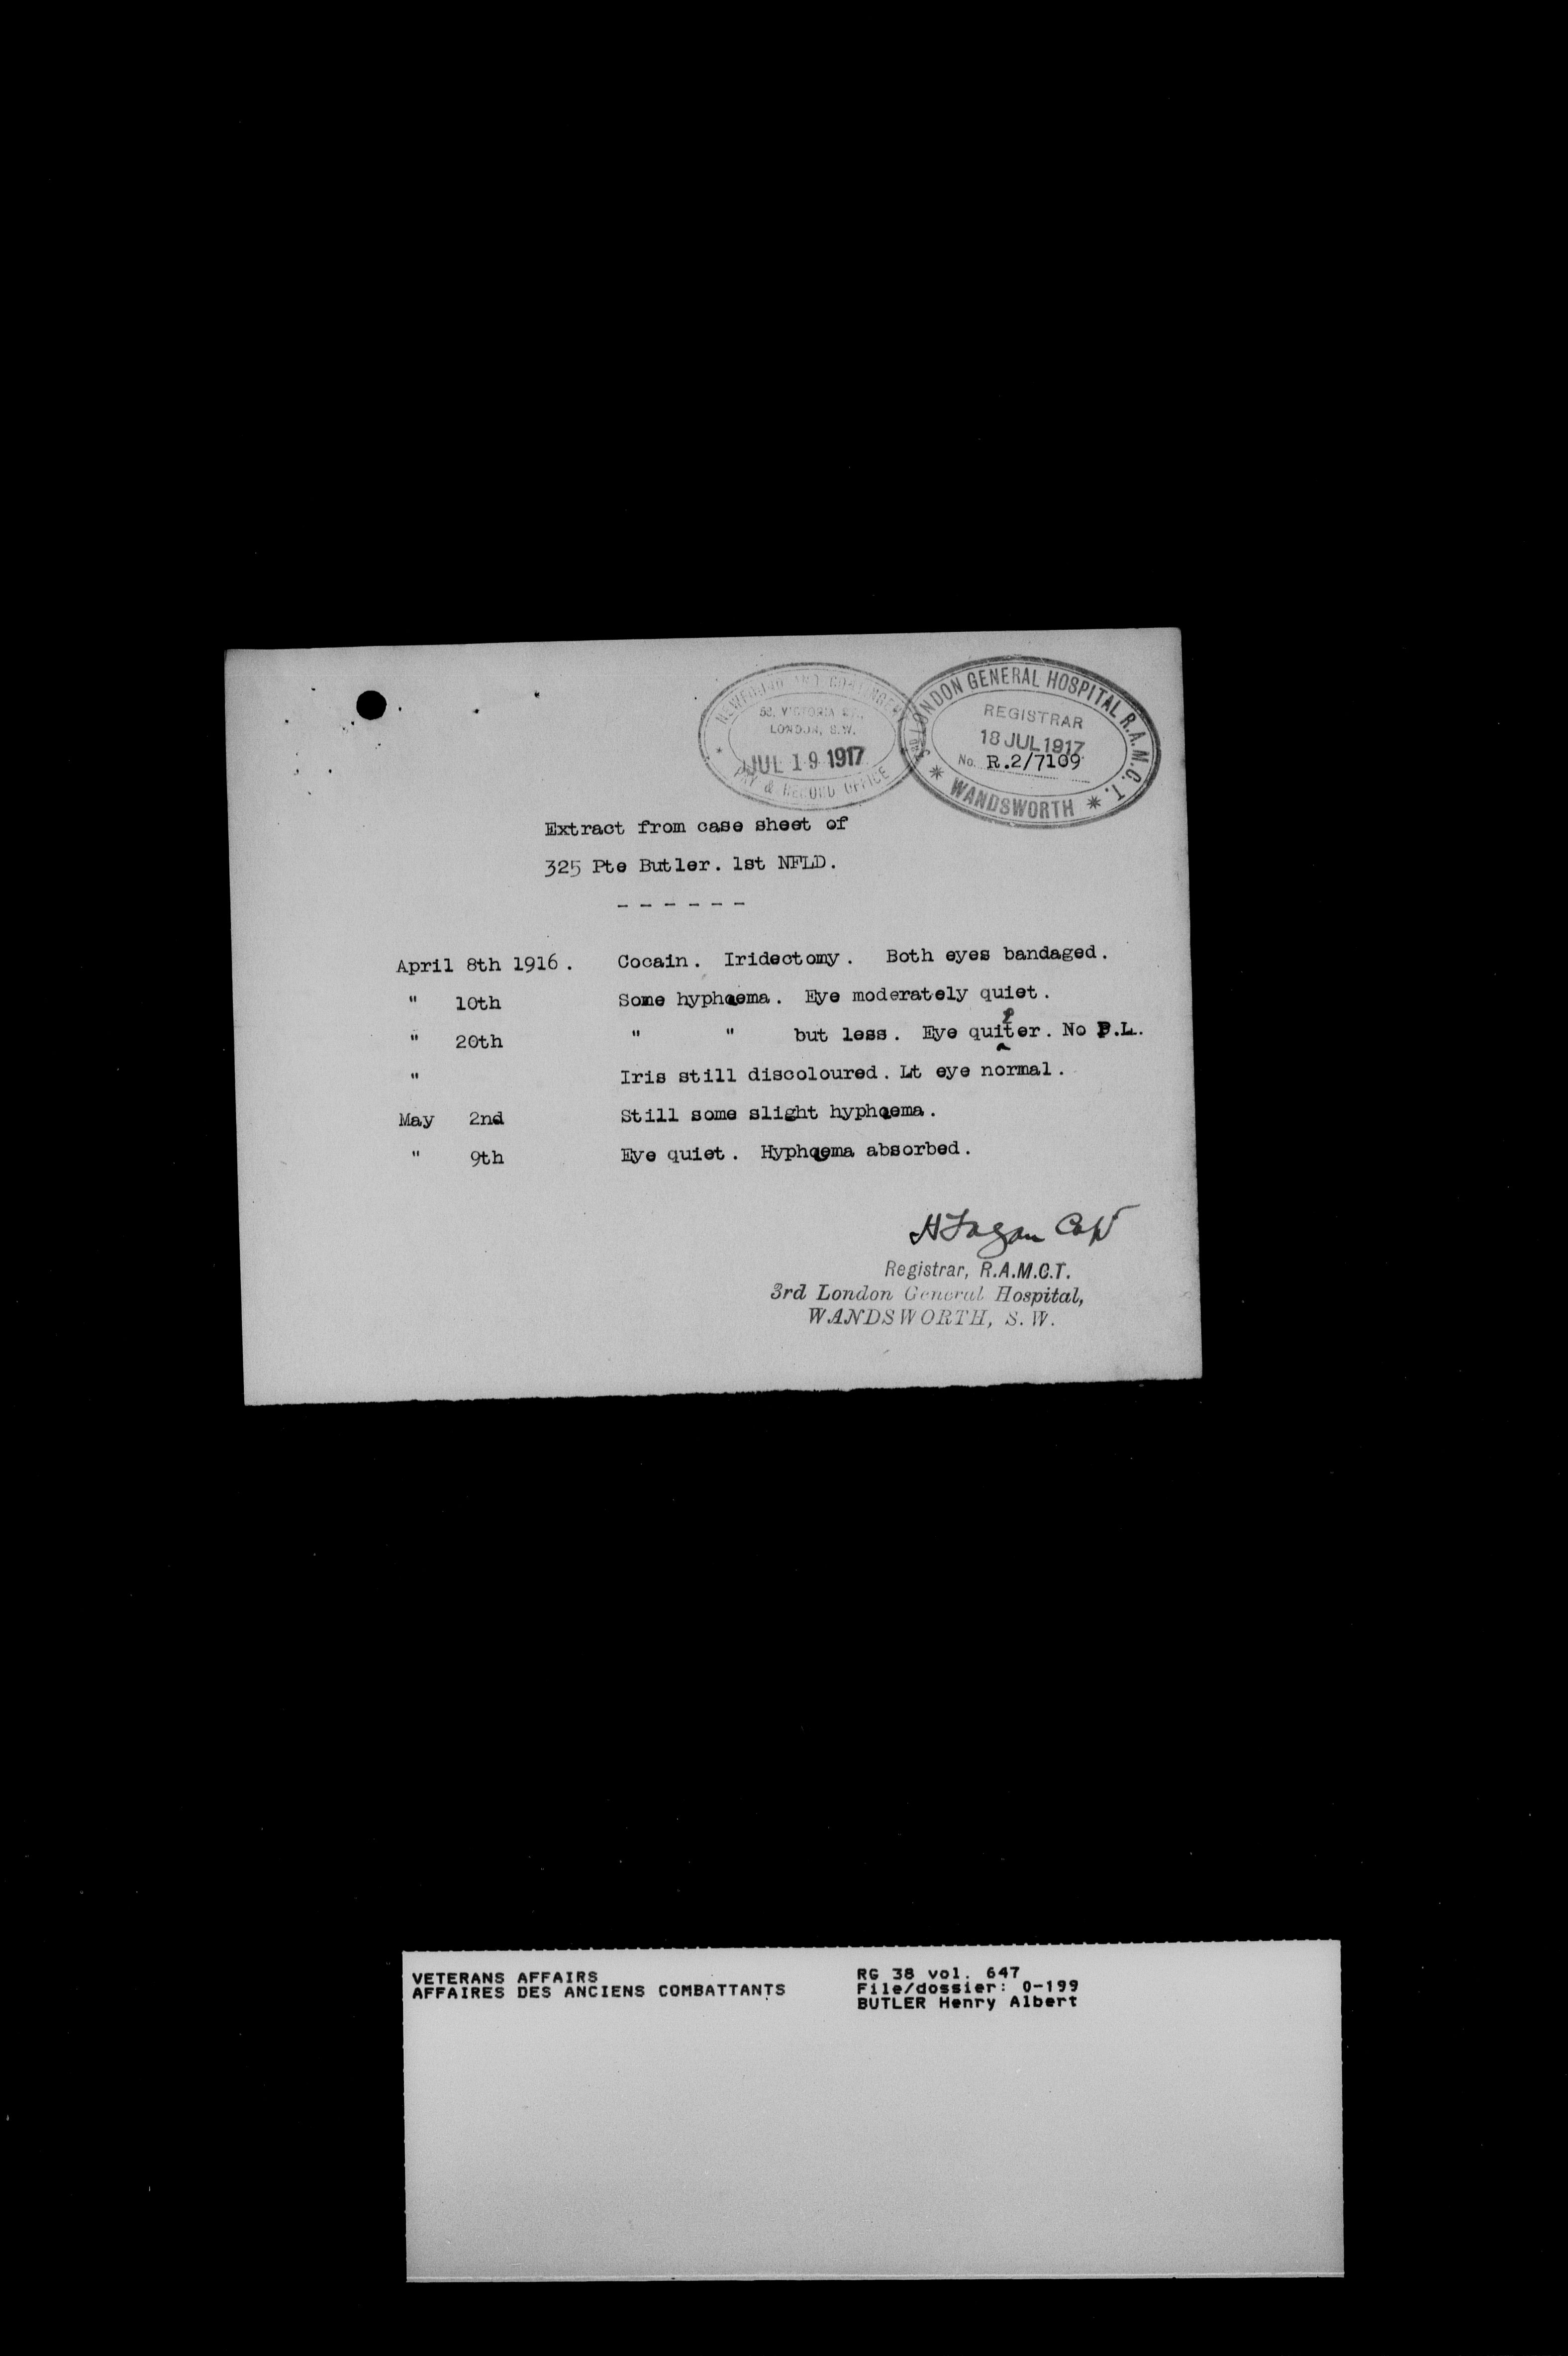 NEWFOUNDLAND CONTINGENT
58, VICTORIA ST.,
LONDON, S.W.
JUL 19 1917
PAY & RECORD OFFICE
3RD LONDON GENERAL HOSPITAL R.A.M.C.T.
REGISTRAR
18 JUL 1917
No. R.2/7109
WANDSWORTH
Extract from case sheet of
325 Pte Butler. 1st NFLD.
- - - - - -
April 8th 1916. Cocain. Iridectomy. Both eyes bandaged.
" 10th Some hyphaema. Eye moderately quiet.
" 20th " " but less. Eye quieter. No P.L.
" Iris still discoloured. Lt eye normal.
May 2nd Still some slight hyphaema.
" 9th Eye quiet. Hyphaema absorbed.
H Fagan Capt
Registrar, R.A.M.C.T.
3rd London General Hospital,
WANDSWORTH, S.W.
VETERANS AFFAIRS
AFFAIRES DES ANCIENS COMBATTANTS
RG 38 vol. 647
File/dossier: 0-199
BUTLER Henry Albert